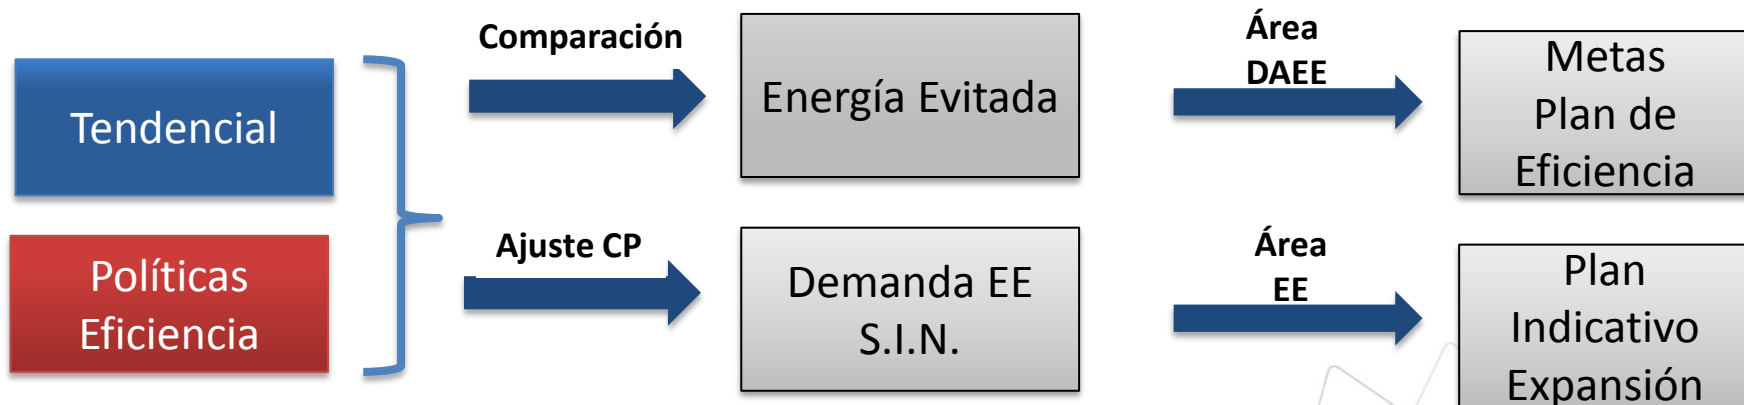 Tendencial
Políticas
Eficiencia
Comparación
Energía Evitada
Área
DAEE
Metas
Plan de
Eficiencia
Ajuste CP
Demanda EE
S.I.N.
Área
EE
Plan
Indicativo
Expansión